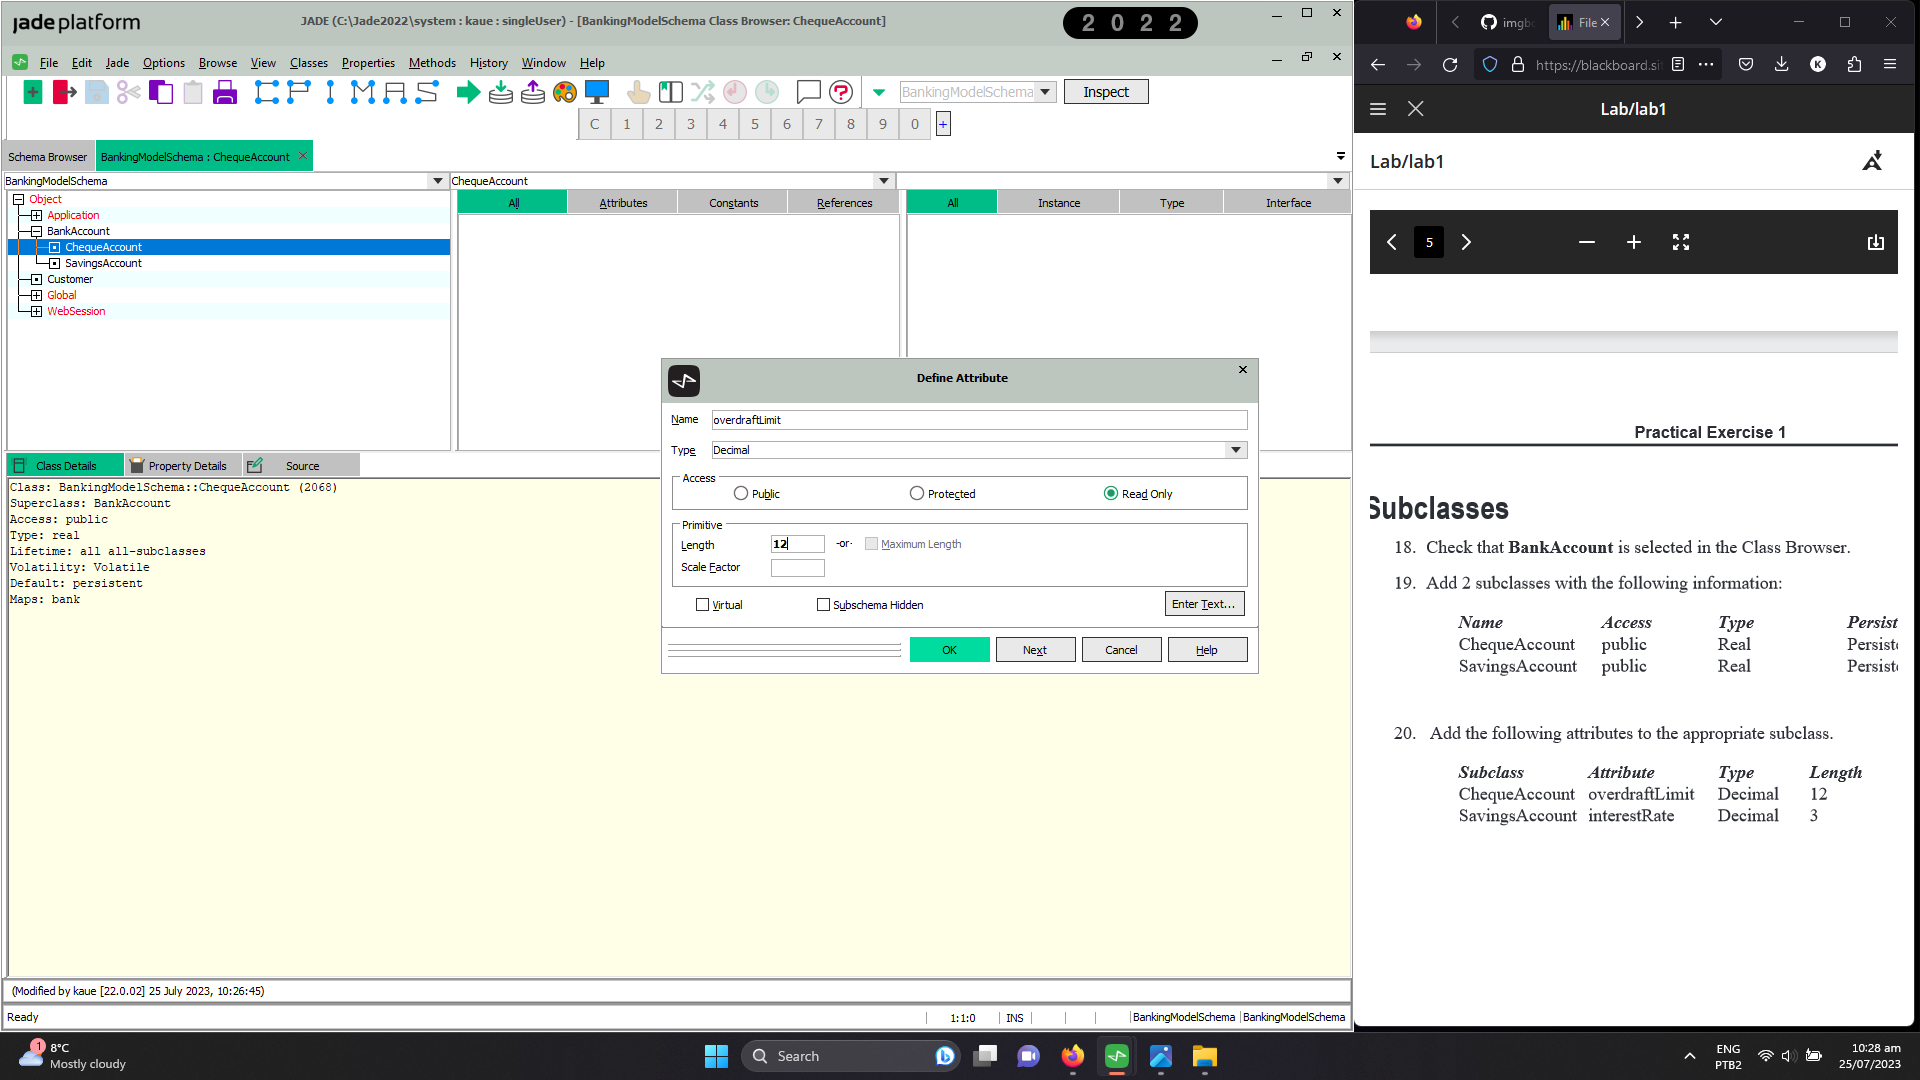 jadeplatform
JADE (C:\Jade2022\system : kaue : singleUser) - [BankingModelSchema Class Browser: ChequeAccount]
2022
File Edit Jade Options Browse View Classes Properties Methods History Window Help
BankingModelSchema
Inspect
C 1 2 3 4 5 6 7 8 9 0 +
Schema Browser
BankingModelSchema : ChequeAccount
BankingModelSchema
ChequeAccount
Object
Application
BankAccount
ChequeAccount
SavingsAccount
Customer
Global
WebSession
All Attributes Constants References
All Instance Type Interface
Class Details Property Details Source
Class: BankingModelSchema::ChequeAccount (2068)
Superclass: BankAccount
Access: public
Type: real
Lifetime: all all-subclasses
Volatility: Volatile
Default: persistent
Maps: bank
Define Attribute
Name overdraftLimit
Type Decimal
Access
Public Protected Read Only
Primitive
Length 12 -or- Maximum Length
Scale Factor
Virtual Subschema Hidden Enter Text...
OK Next Cancel Help
(Modified by kaue [22.0.02] 25 July 2023, 10:26:45)
Ready
1:1:0 INS BankingModelSchema BankingModelSchema
imgb
File
https://blackboard.si
K
Lab/lab1
Lab/lab1
5
Practical Exercise 1
Subclasses
18. Check that BankAccount is selected in the Class Browser.
19. Add 2 subclasses with the following information:
Name Access Type Persist
ChequeAccount public Real Persiste
SavingsAccount public Real Persiste
20. Add the following attributes to the appropriate subclass.
Subclass Attribute Type Length
ChequeAccount overdraftLimit Decimal 12
SavingsAccount interestRate Decimal 3
1
8°C
Mostly cloudy
Search
ENG
PTB2
10:28 am
25/07/2023